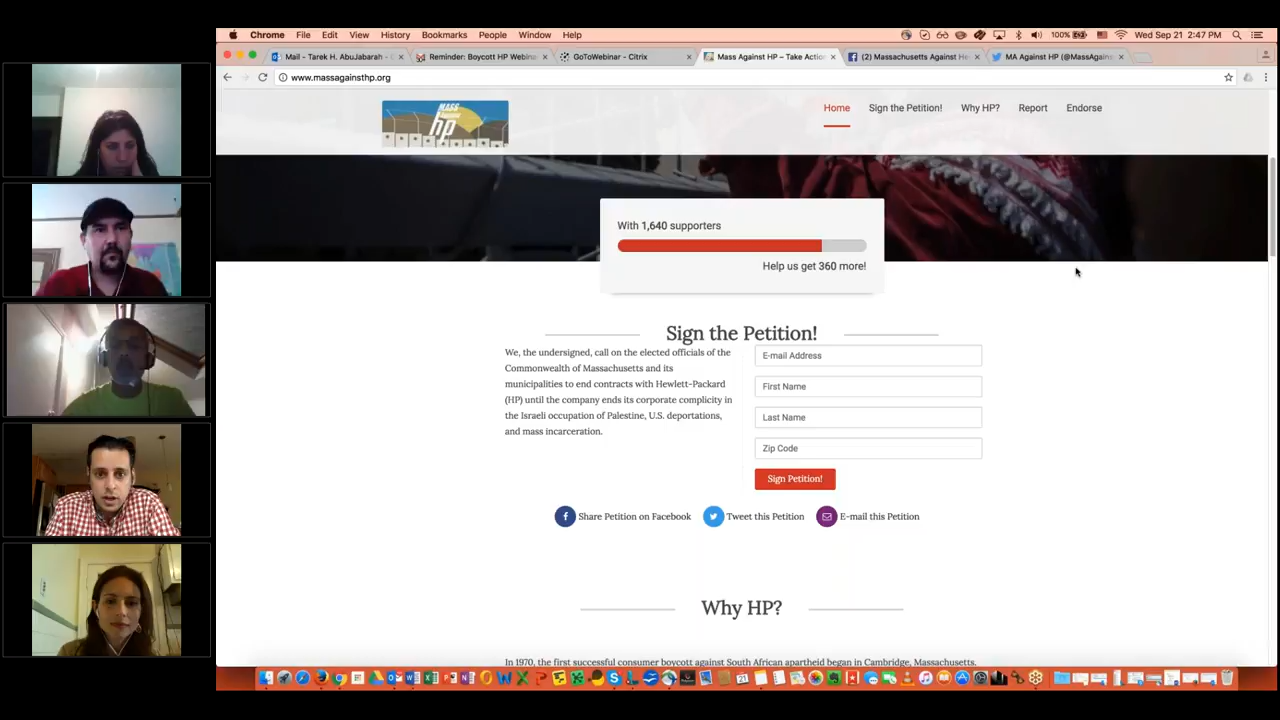 Chrome File Edit View History Bookmarks People Window Help 100% Wed Sep 21 2:47 PM
Mail - Tarek H. AbuJabarah - Reminder: Boycott HP Webina GoToWebinar - Citrix Mass Against HP – Take Action (2) Massachusetts Against He MA Against HP (@MassAgains
www.massagainsthp.org
MASS AGAINST hp
Home Sign the Petition! Why HP? Report Endorse
With 1,640 supporters
Help us get 360 more!
Sign the Petition!
We, the undersigned, call on the elected officials of the
Commonwealth of Massachusetts and its
municipalities to end contracts with Hewlett-Packard
(HP) until the company ends its corporate complicity in
the Israeli occupation of Palestine, U.S. deportations,
and mass incarceration.
E-mail Address
First Name
Last Name
Zip Code
Sign Petition!
Share Petition on Facebook Tweet this Petition E-mail this Petition
Why HP?
In 1970, the first successful consumer boycott against South African apartheid began in Cambridge, Massachusetts.